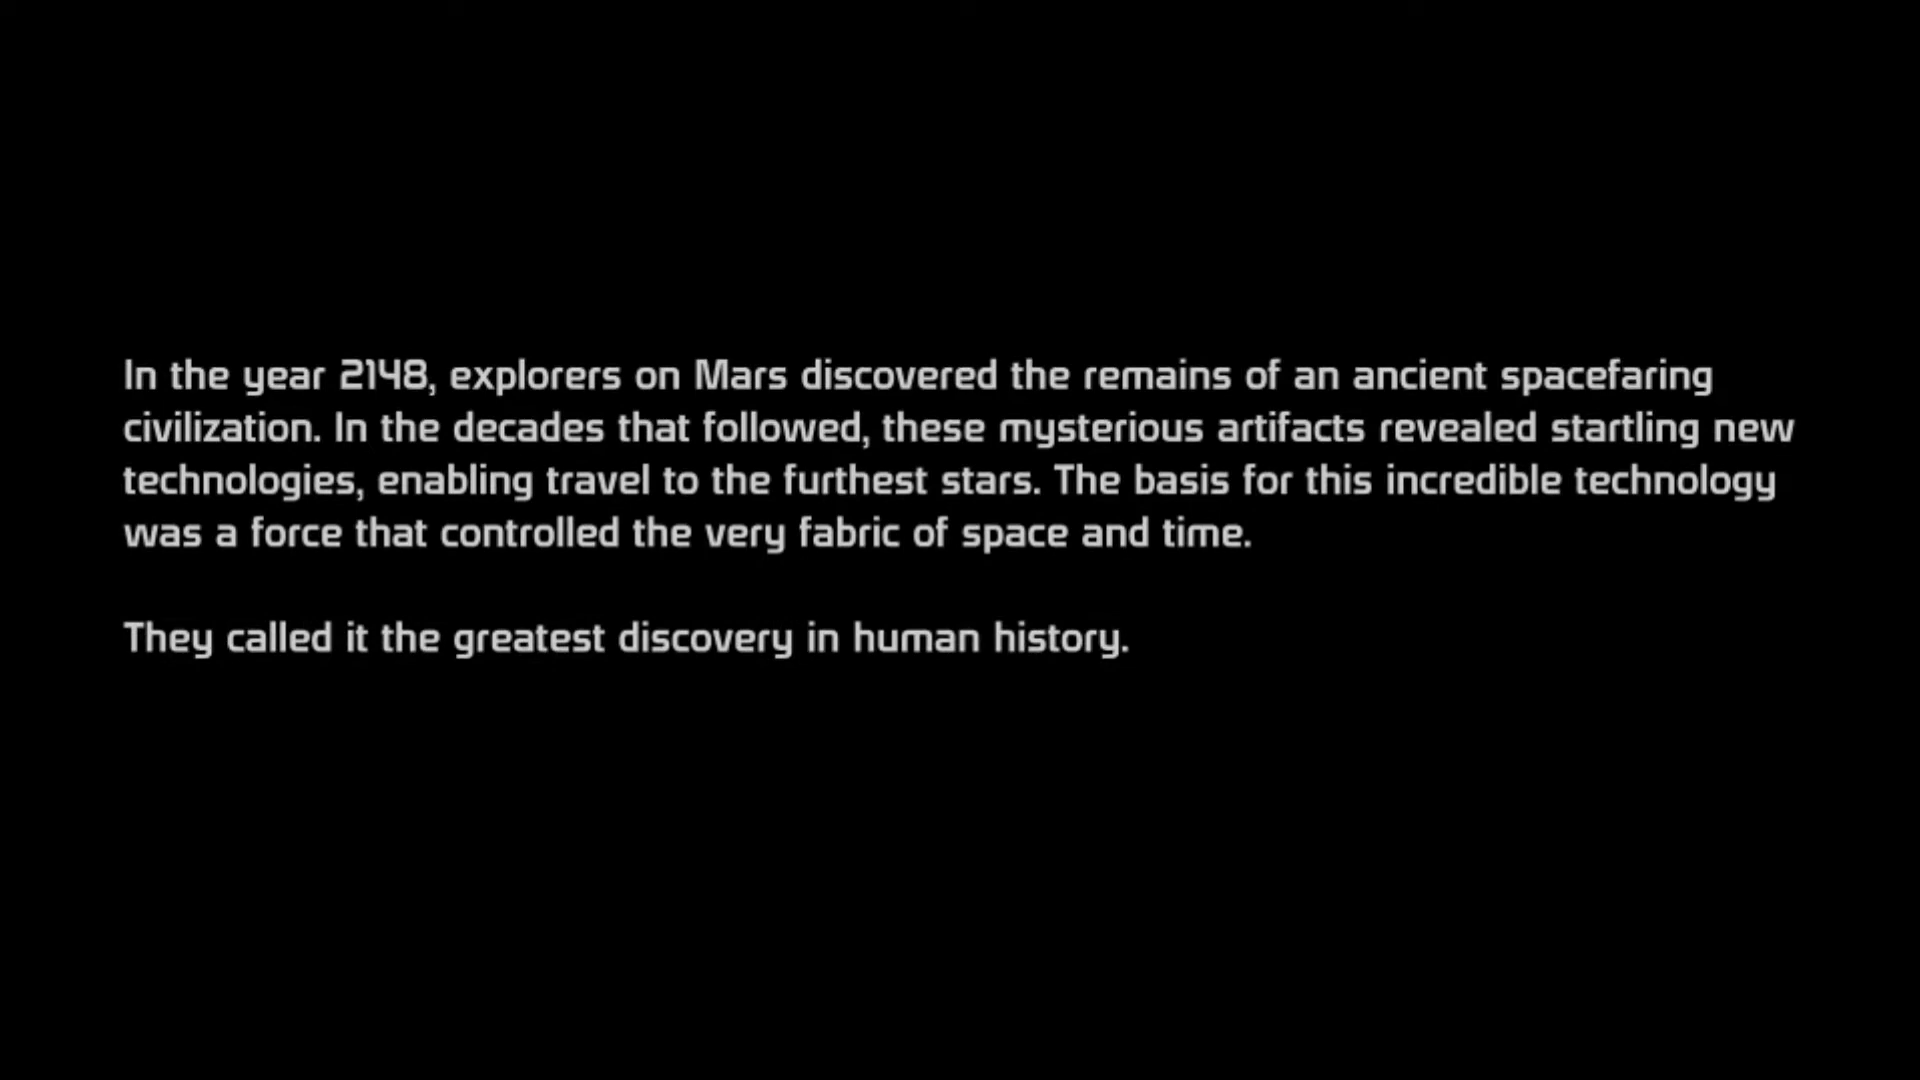 In the year 2148, explorers on Mars discovered the remains of an ancient spacefaring
civilization. In the decades that followed, these mysterious artifacts revealed startling new
technologies, enabling travel to the furthest stars. The basis for this incredible technology
was a force that controlled the very fabric of space and time.
They called it the greatest discovery in human history.